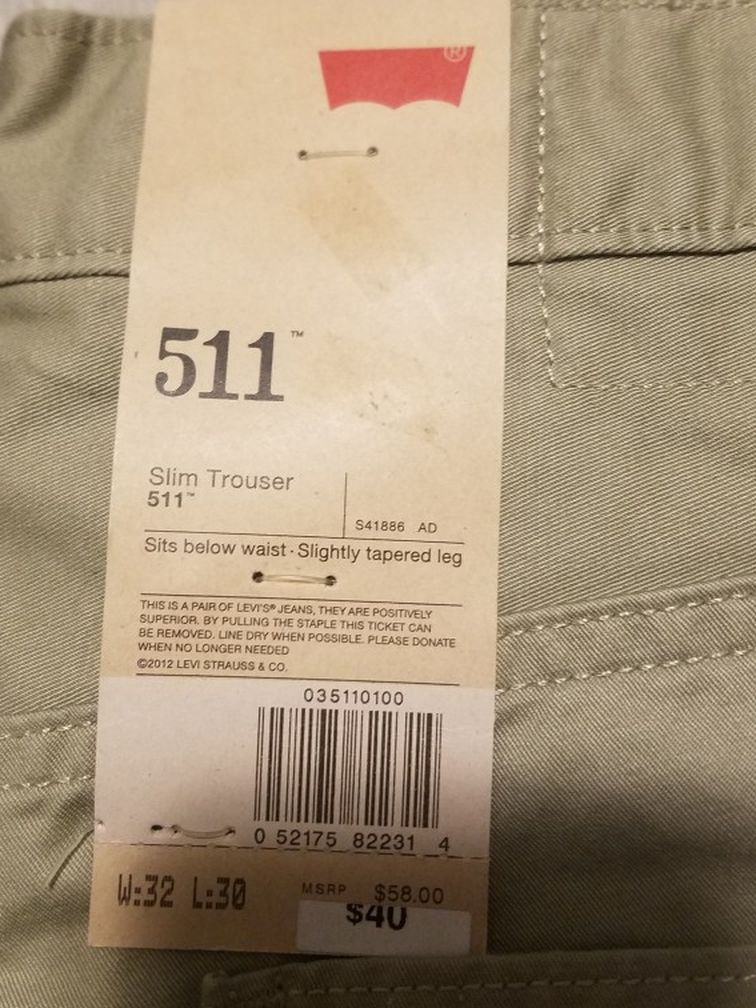 ®
511™
Slim Trouser
511™
S41886 AD
Sits below waist · Slightly tapered leg
THIS IS A PAIR OF LEVI'S® JEANS, THEY ARE POSITIVELY
SUPERIOR. BY PULLING THE STAPLE THIS TICKET CAN
BE REMOVED. LINE DRY WHEN POSSIBLE. PLEASE DONATE
WHEN NO LONGER NEEDED
©2012 LEVI STRAUSS & CO.
035110100
0 52175 82231 4
W:32 L:30
MSRP $58.00
$40